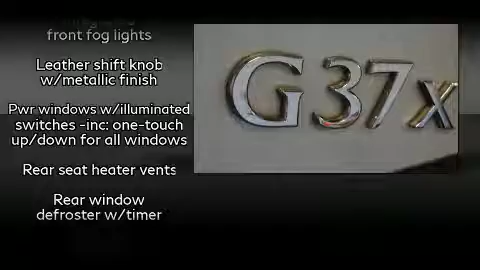 front fog lights
Leather shift knob
w/metallic finish
Pwr windows w/illuminated
switches -inc: one-touch
up/down for all windows
Rear seat heater vents
Rear window
defroster w/timer
G37x